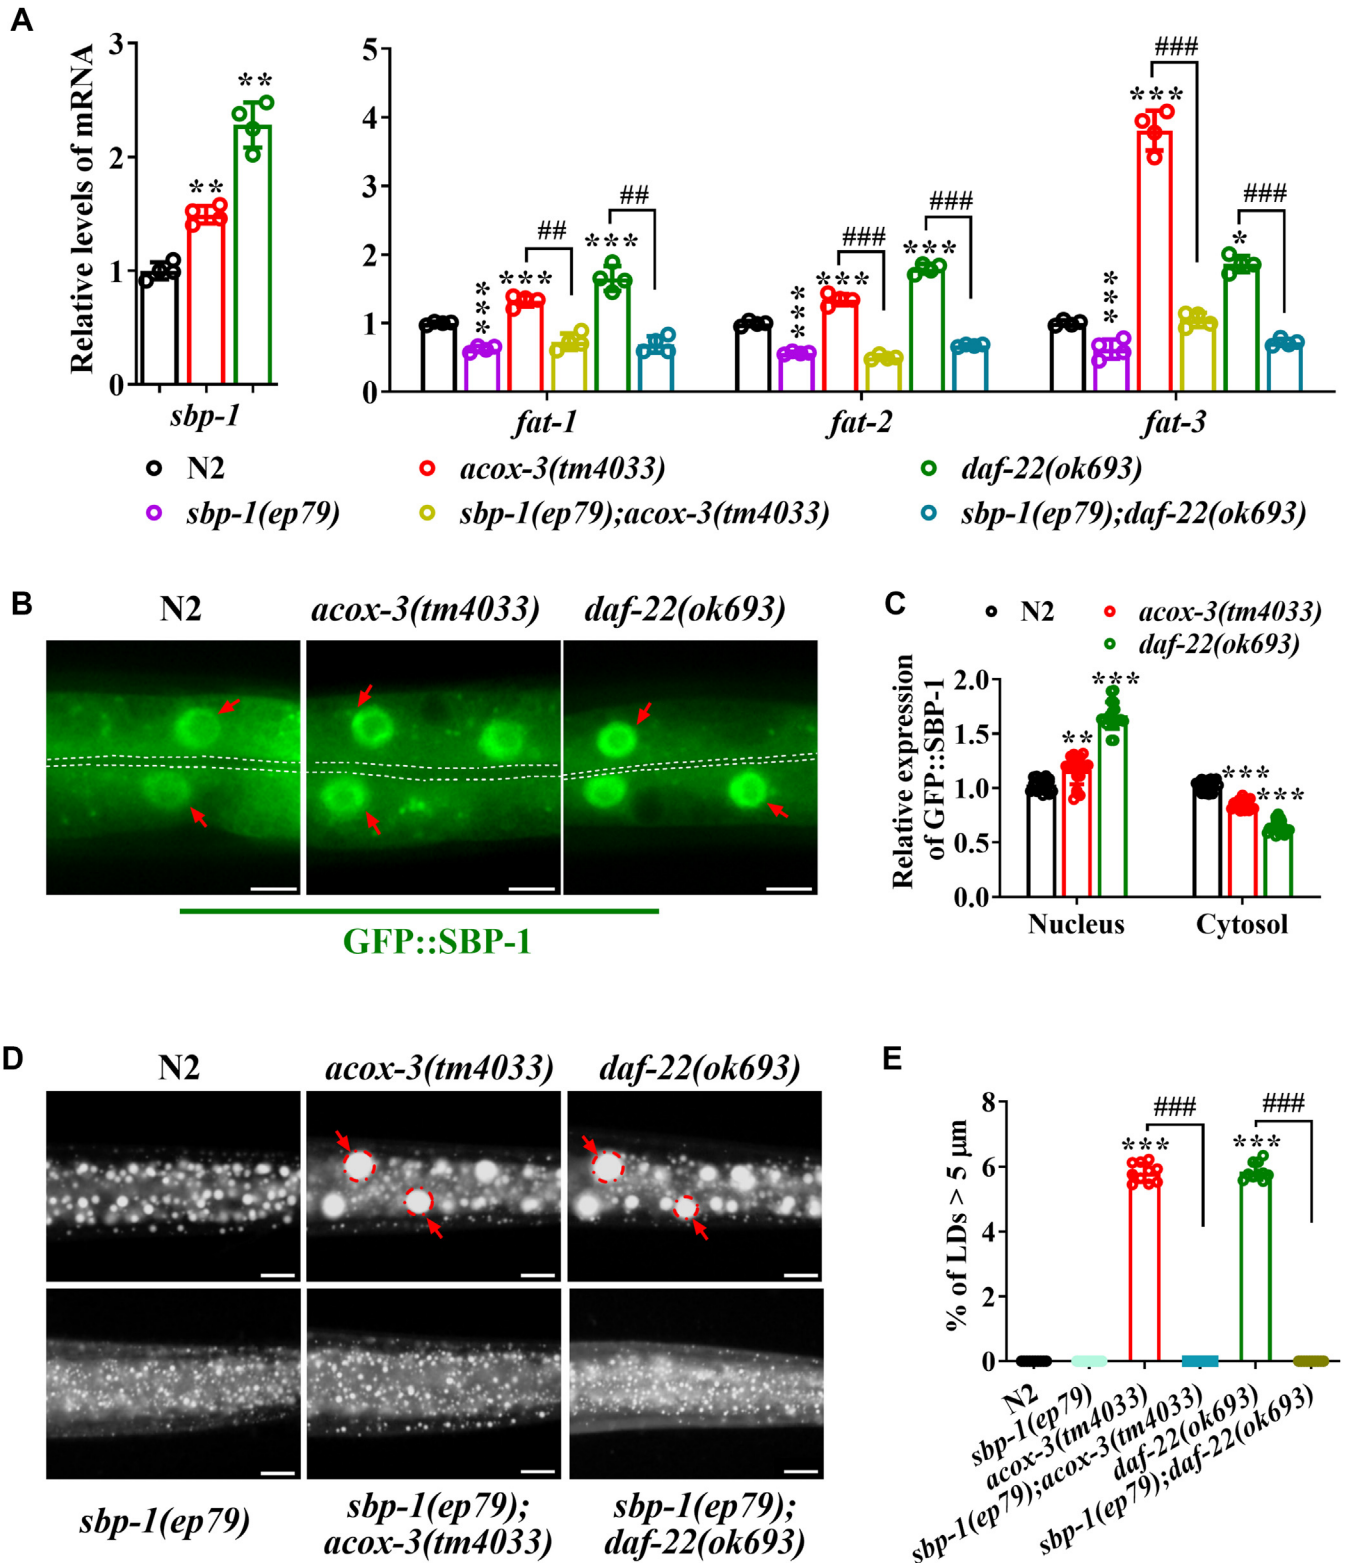 A
Relative levels of mRNA
3
2
1
0
**
**
sbp-1
5
4
3
2
1
0
***
***
##
***
##
fat-1
***
***
###
***
###
fat-2
***
***
###
*
###
fat-3
N2
acox-3(tm4033)
daf-22(ok693)
sbp-1(ep79)
sbp-1(ep79);acox-3(tm4033)
sbp-1(ep79);daf-22(ok693)
B
N2
acox-3(tm4033)
daf-22(ok693)
GFP::SBP-1
C
N2
acox-3(tm4033)
daf-22(ok693)
Relative expression
of GFP::SBP-1
2.0
1.5
1.0
0.5
0.0
**
***
***
***
Nucleus
Cytosol
D
N2
acox-3(tm4033)
daf-22(ok693)
sbp-1(ep79)
sbp-1(ep79);
acox-3(tm4033)
sbp-1(ep79);
daf-22(ok693)
E
% of LDs > 5 μm
8
6
4
2
0
***
###
***
###
N2
sbp-1(ep79)
acox-3(tm4033)
sbp-1(ep79);acox-3(tm4033)
daf-22(ok693)
sbp-1(ep79);daf-22(ok693)